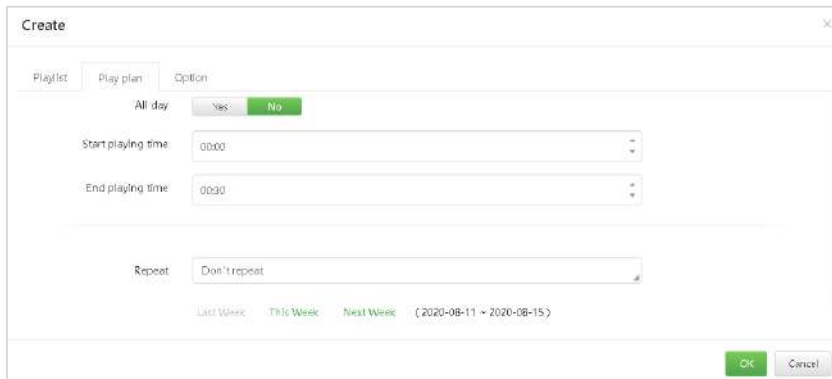 Create
Playlist Play plan Option
All day Yes No
Start playing time 00:00
End playing time 00:30
Repeat Don't repeat
Last Week This Week Next Week (2020-08-11 ~ 2020-08-15)
OK Cancel